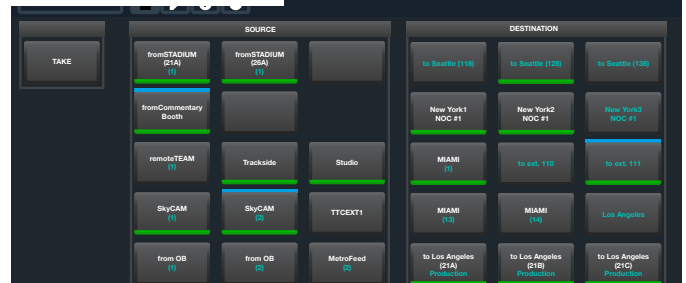 SOURCE
DESTINATION
TAKE
fromSTADIUM
(21A)
(1)
fromSTADIUM
(26A)
(1)
to Seattle (118)
to Seattle (128)
to Seattle (138)
fromCommentary
Booth
New York1
NOC #1
New York2
NOC #1
New York3
NOC #1
remoteTEAM
(1)
Trackside
Studio
MIAMI
(1)
to ext. 110
to ext. 111
SkyCAM
(1)
SkyCAM
(2)
TTCEXT1
MIAMI
(13)
MIAMI
(14)
Los Angeles
from OB
(1)
from OB
(2)
MetroFeed
(2)
to Los Angeles
(21A)
Production
to Los Angeles
(21B)
Production
to Los Angeles
(21C)
Production